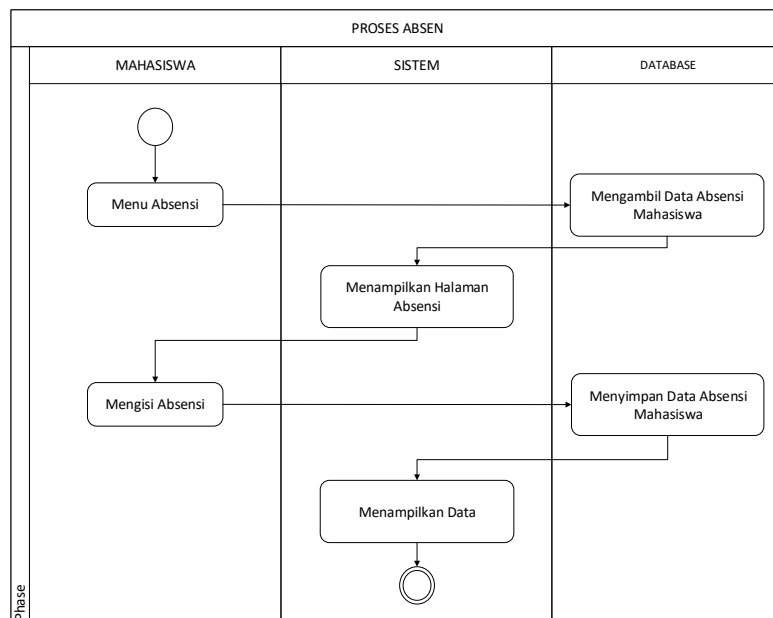 PROSES ABSEN
MAHASISWA
SISTEM
DATABASE
Menu Absensi
Mengambil Data Absensi
Mahasiswa
Menampilkan Halaman
Absensi
Mengisi Absensi
Menyimpan Data Absensi
Mahasiswa
Menampilkan Data
Phase